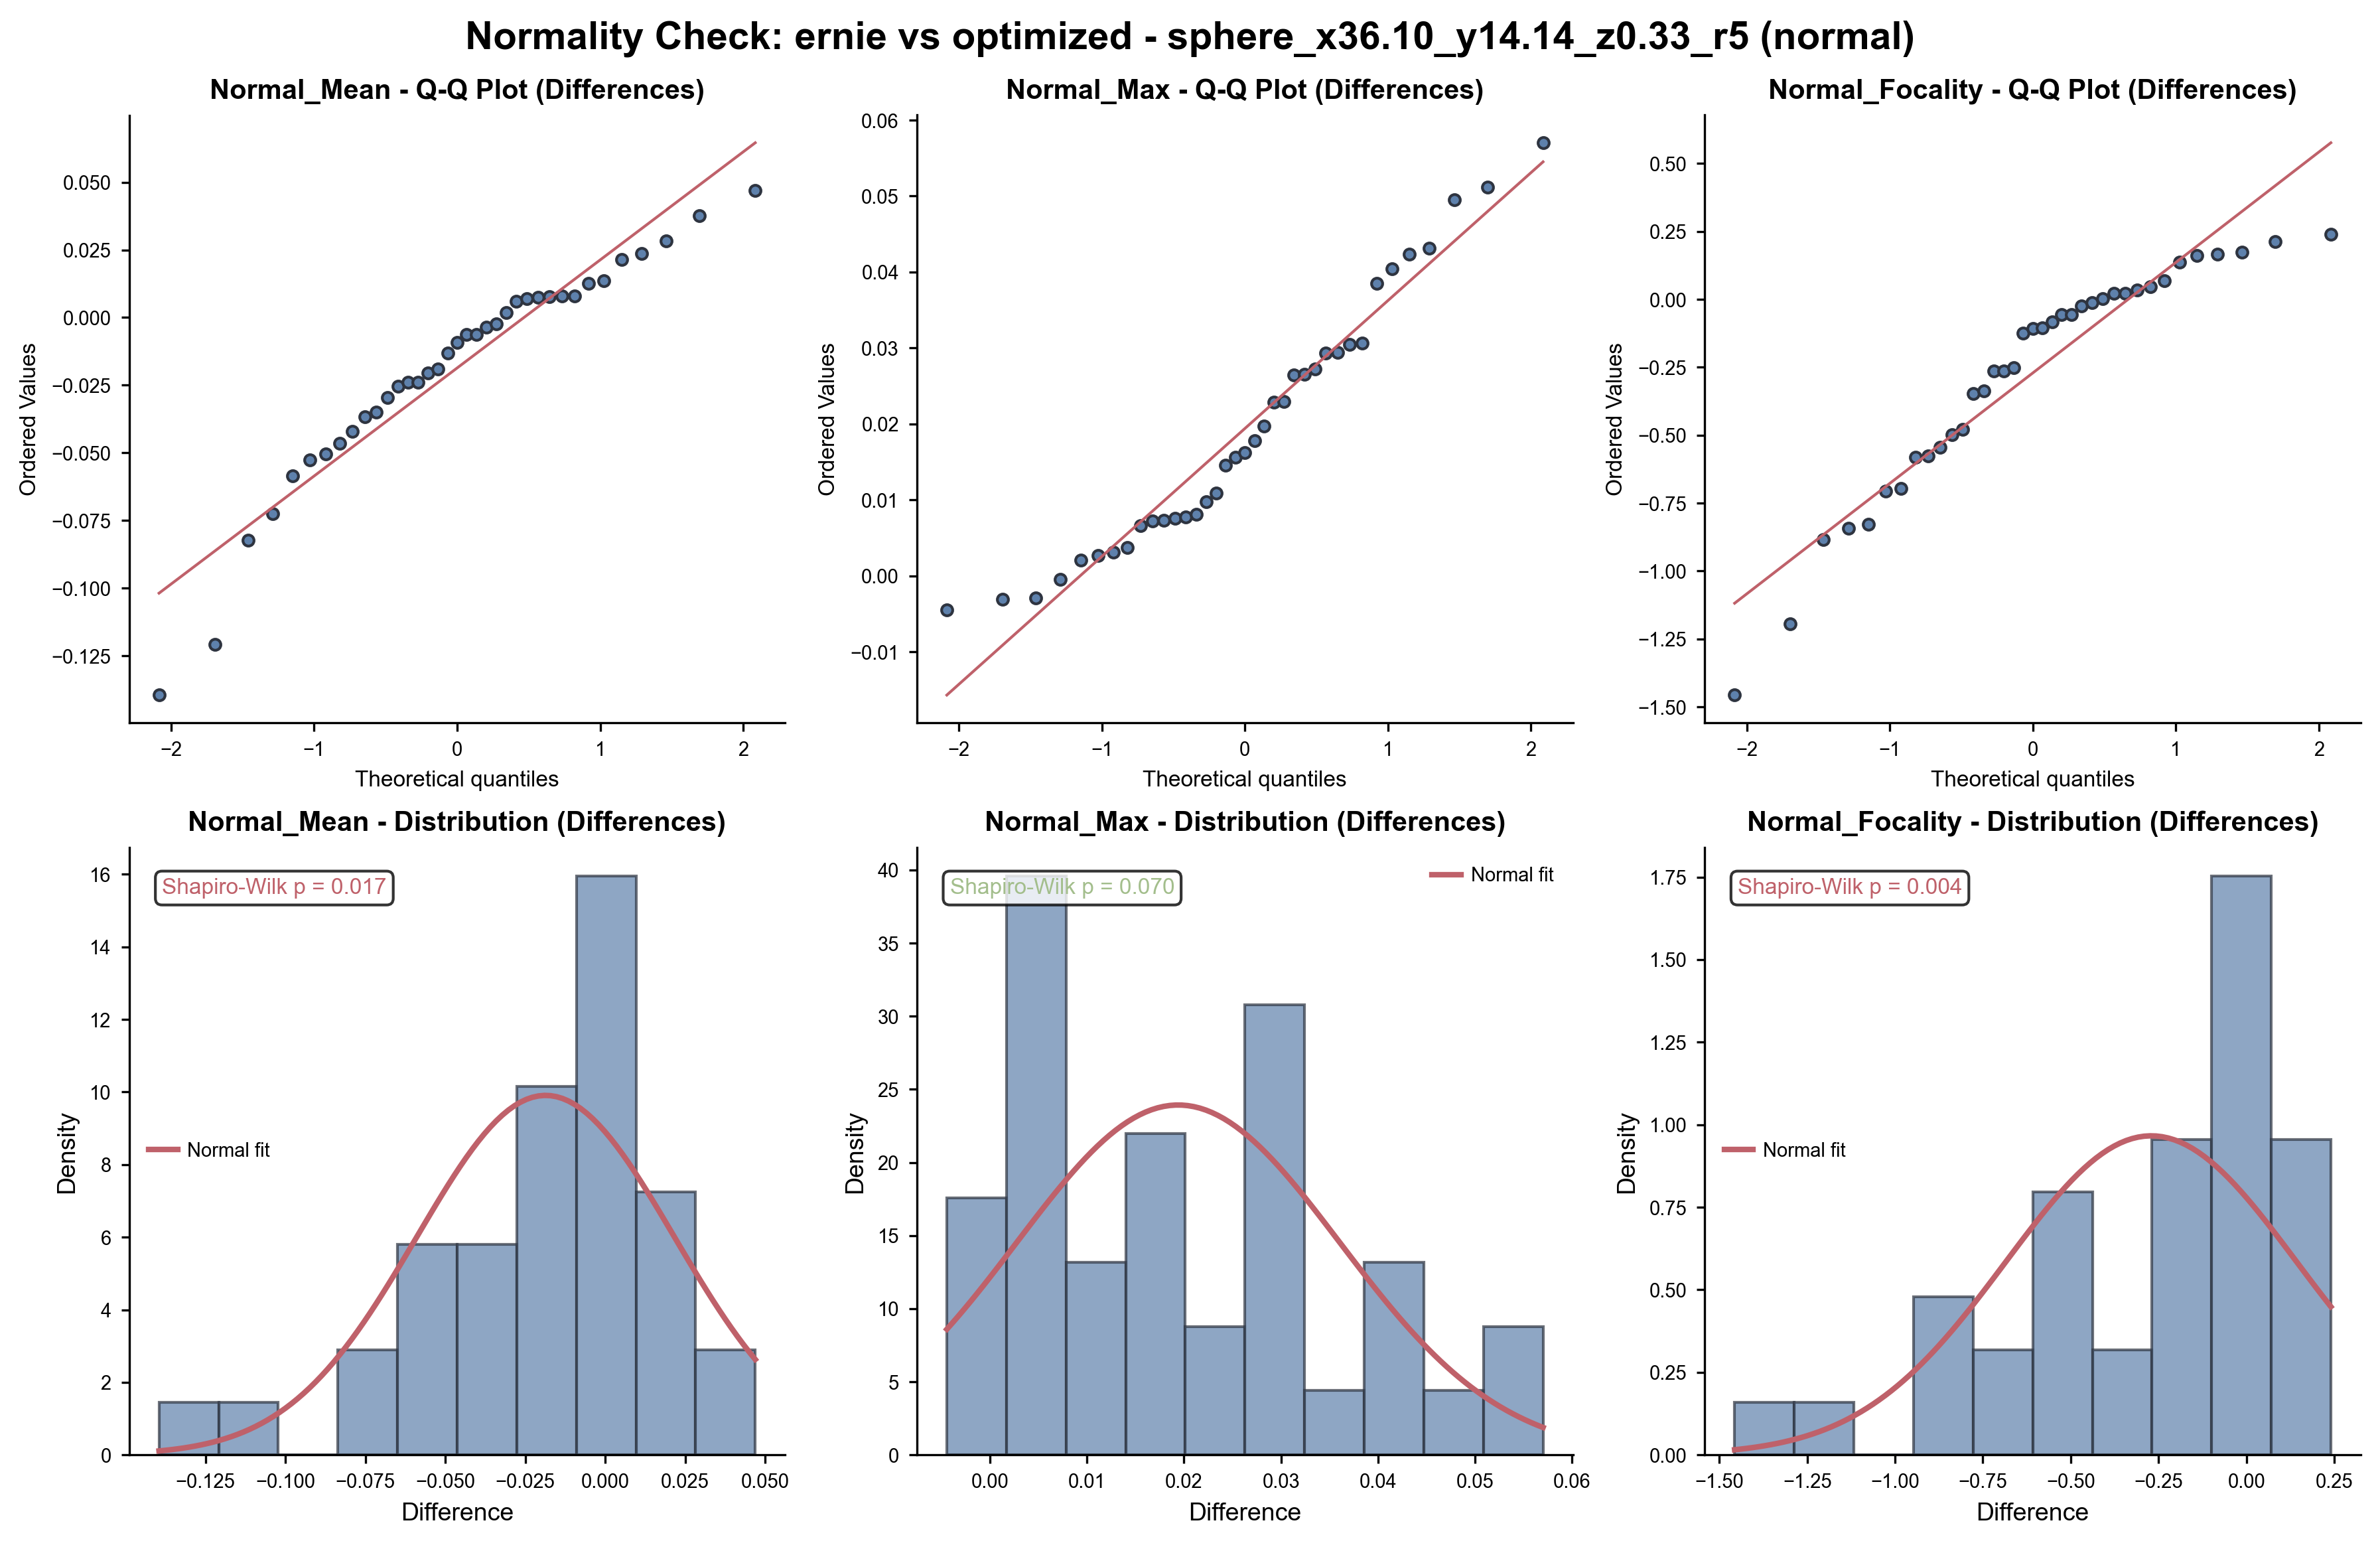 Normality Check: ernie vs optimized - sphere_x36.10_y14.14_z0.33_r5 (normal)
Normal_Mean - Q-Q Plot (Differences)
Ordered Values
0.050
0.025
0.000
−0.025
−0.050
−0.075
−0.100
−0.125
−2 −1 0 1 2
Theoretical quantiles
Normal_Max - Q-Q Plot (Differences)
Ordered Values
0.06
0.05
0.04
0.03
0.02
0.01
0.00
−0.01
−2 −1 0 1 2
Theoretical quantiles
Normal_Focality - Q-Q Plot (Differences)
Ordered Values
0.50
0.25
0.00
−0.25
−0.50
−0.75
−1.00
−1.25
−1.50
−2 −1 0 1 2
Theoretical quantiles
Normal_Mean - Distribution (Differences)
Shapiro-Wilk p = 0.017
Normal fit
Density
16
14
12
10
8
6
4
2
0
−0.125 −0.100 −0.075 −0.050 −0.025 0.000 0.025 0.050
Difference
Normal_Max - Distribution (Differences)
Shapiro-Wilk p = 0.070
Normal fit
Density
40
35
30
25
20
15
10
5
0
0.00 0.01 0.02 0.03 0.04 0.05 0.06
Difference
Normal_Focality - Distribution (Differences)
Shapiro-Wilk p = 0.004
Normal fit
Density
1.75
1.50
1.25
1.00
0.75
0.50
0.25
0.00
−1.50 −1.25 −1.00 −0.75 −0.50 −0.25 0.00 0.25
Difference